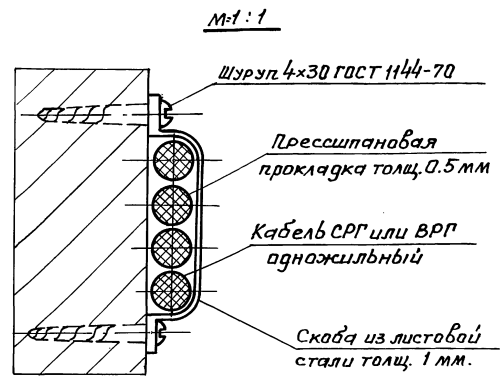 М=1:1
Шуруп 4×30 ГОСТ 1144-70
Прессшпановая
прокладка толщ. 0.5 мм
Кабель СРГ или ВРГ
одножильный
Скоба из листовой
стали толщ. 1 мм.